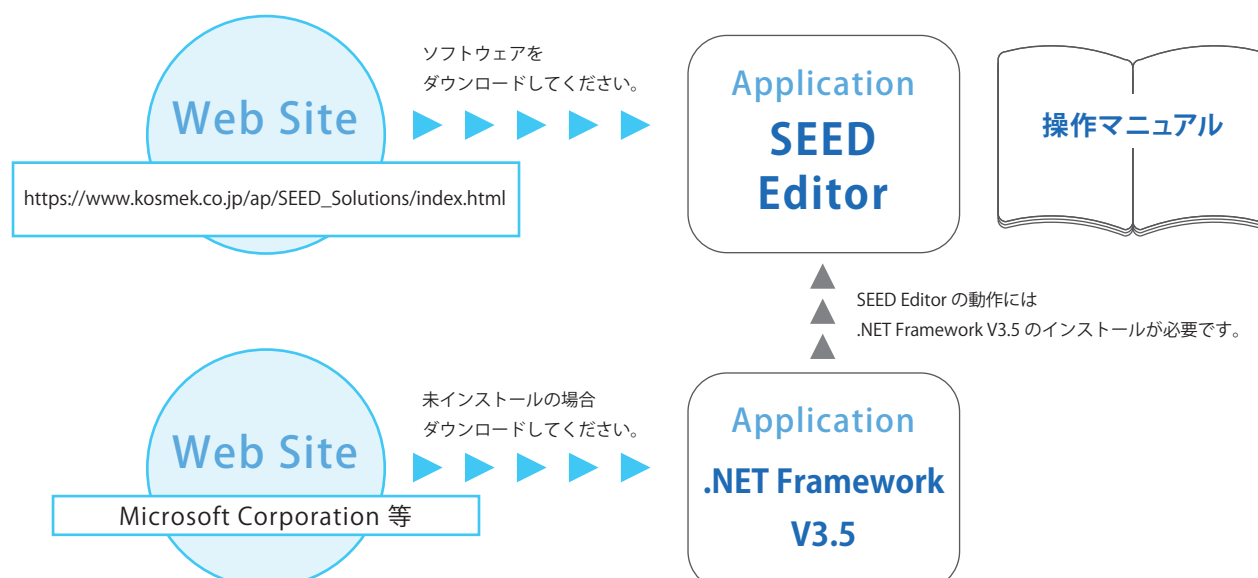 ソフトウェアを
ダウンロードしてください。
Web Site
https://www.kosmek.co.jp/ap/SEED_Solutions/index.html
Application
SEED
Editor
操作マニュアル
SEED Editor の動作には
.NET Framework V3.5 のインストールが必要です。
未インストールの場合
ダウンロードしてください。
Web Site
Microsoft Corporation 等
Application
.NET Framework
V3.5